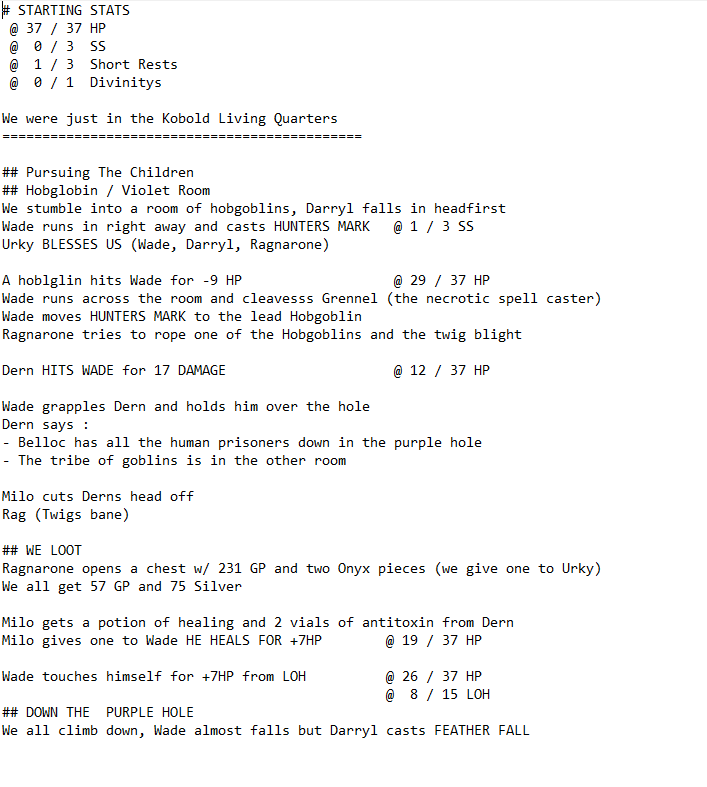 # STARTING STATS
@ 37 / 37 HP
@ 0 / 3 SS
@ 1 / 3 Short Rests
@ 0 / 1 Divinitys
We were just in the Kobold Living Quarters
=============================================
## Pursuing The Children
## Hobglobin / Violet Room
We stumble into a room of hobgoblins, Darryl falls in headfirst
Wade runs in right away and casts HUNTERS MARK @ 1 / 3 SS
Urky BLESSES US (Wade, Darryl, Ragnarone)
A hoblglin hits Wade for -9 HP @ 29 / 37 HP
Wade runs across the room and cleavesss Grennel (the necrotic spell caster)
Wade moves HUNTERS MARK to the lead Hobgoblin
Ragnarone tries to rope one of the Hobgoblins and the twig blight
Dern HITS WADE for 17 DAMAGE @ 12 / 37 HP
Wade grapples Dern and holds him over the hole
Dern says :
- Belloc has all the human prisoners down in the purple hole
- The tribe of goblins is in the other room
Milo cuts Derns head off
Rag (Twigs bane)
## WE LOOT
Ragnarone opens a chest w/ 231 GP and two Onyx pieces (we give one to Urky)
We all get 57 GP and 75 Silver
Milo gets a potion of healing and 2 vials of antitoxin from Dern
Milo gives one to Wade HE HEALS FOR +7HP @ 19 / 37 HP
Wade touches himself for +7HP from LOH @ 26 / 37 HP
@ 8 / 15 LOH
## DOWN THE  PURPLE HOLE
We all climb down, Wade almost falls but Darryl casts FEATHER FALL